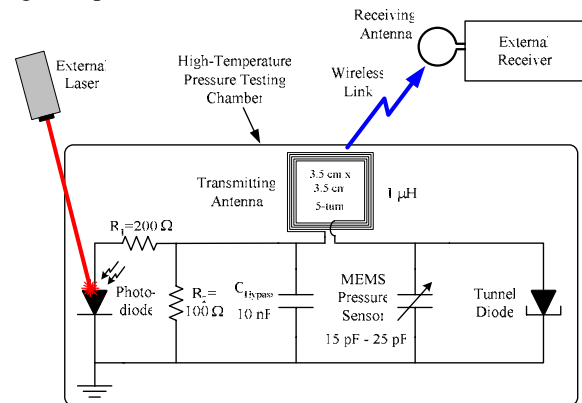 Receiving
Antenna
External
Receiver
External
Laser
High-Temperature
Pressure Testing
Chamber
Wireless
Link
Transmitting
Antenna
3.5 cm x
3.5 cm
5-turn
1 μH
R1=200 Ω
Photo-
diode
R2=
100 Ω
CBypass
10 nF
MEMS
Pressure
Sensor
15 pF - 25 pF
Tunnel
Diode